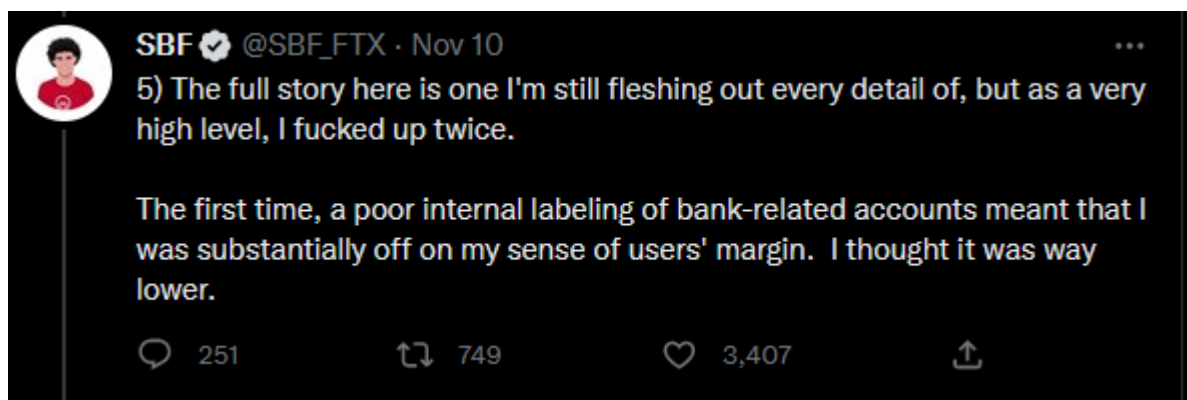 SBF @SBF_FTX · Nov 10
5) The full story here is one I'm still fleshing out every detail of, but as a very
high level, I fucked up twice.
The first time, a poor internal labeling of bank-related accounts meant that I
was substantially off on my sense of users' margin.  I thought it was way
lower.
251 749 3,407